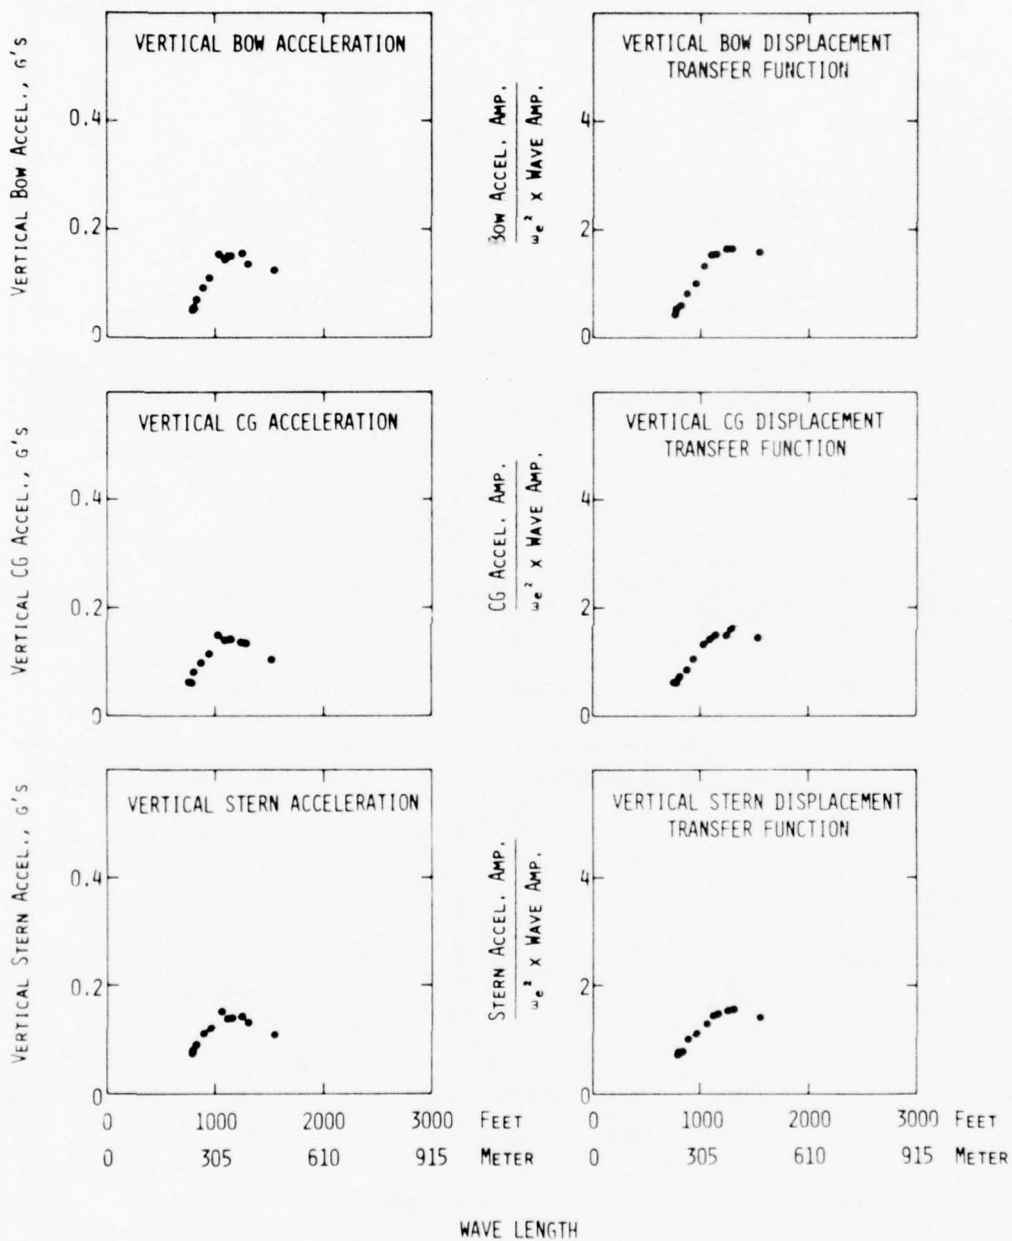 VERTICAL BOW ACCELERATION
VERTICAL BOW ACCEL., G'S
0.4
0.2
0
VERTICAL BOW DISPLACEMENT
TRANSFER FUNCTION
BOW ACCEL. AMP.
ωe² X WAVE AMP.
4
2
0
VERTICAL CG ACCELERATION
VERTICAL CG ACCEL., G'S
0.4
0.2
0
VERTICAL CG DISPLACEMENT
TRANSFER FUNCTION
CG ACCEL. AMP.
ωe² X WAVE AMP.
4
2
0
VERTICAL STERN ACCELERATION
VERTICAL STERN ACCEL., G'S
0.4
0.2
0
VERTICAL STERN DISPLACEMENT
TRANSFER FUNCTION
STERN ACCEL. AMP.
ωe² X WAVE AMP.
4
2
0
0 1000 2000 3000 FEET
0 305 610 915 METER
0 1000 2000 3000 FEET
0 305 610 915 METER
WAVE LENGTH